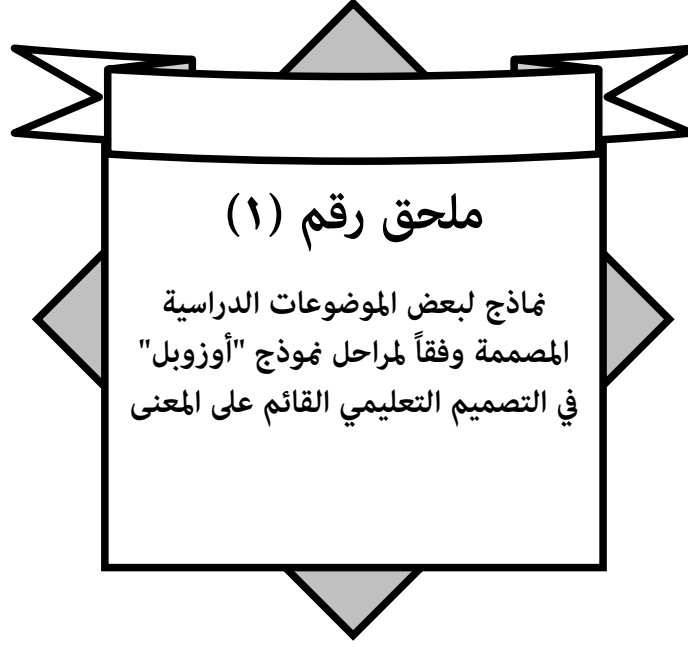 ملحق رقم (١)
نماذج لبعض الموضوعات الدراسية
المصممة وفقاً لمراحل نموذج "أوزوبل"
في التصميم التعليمي القائم على المعنى